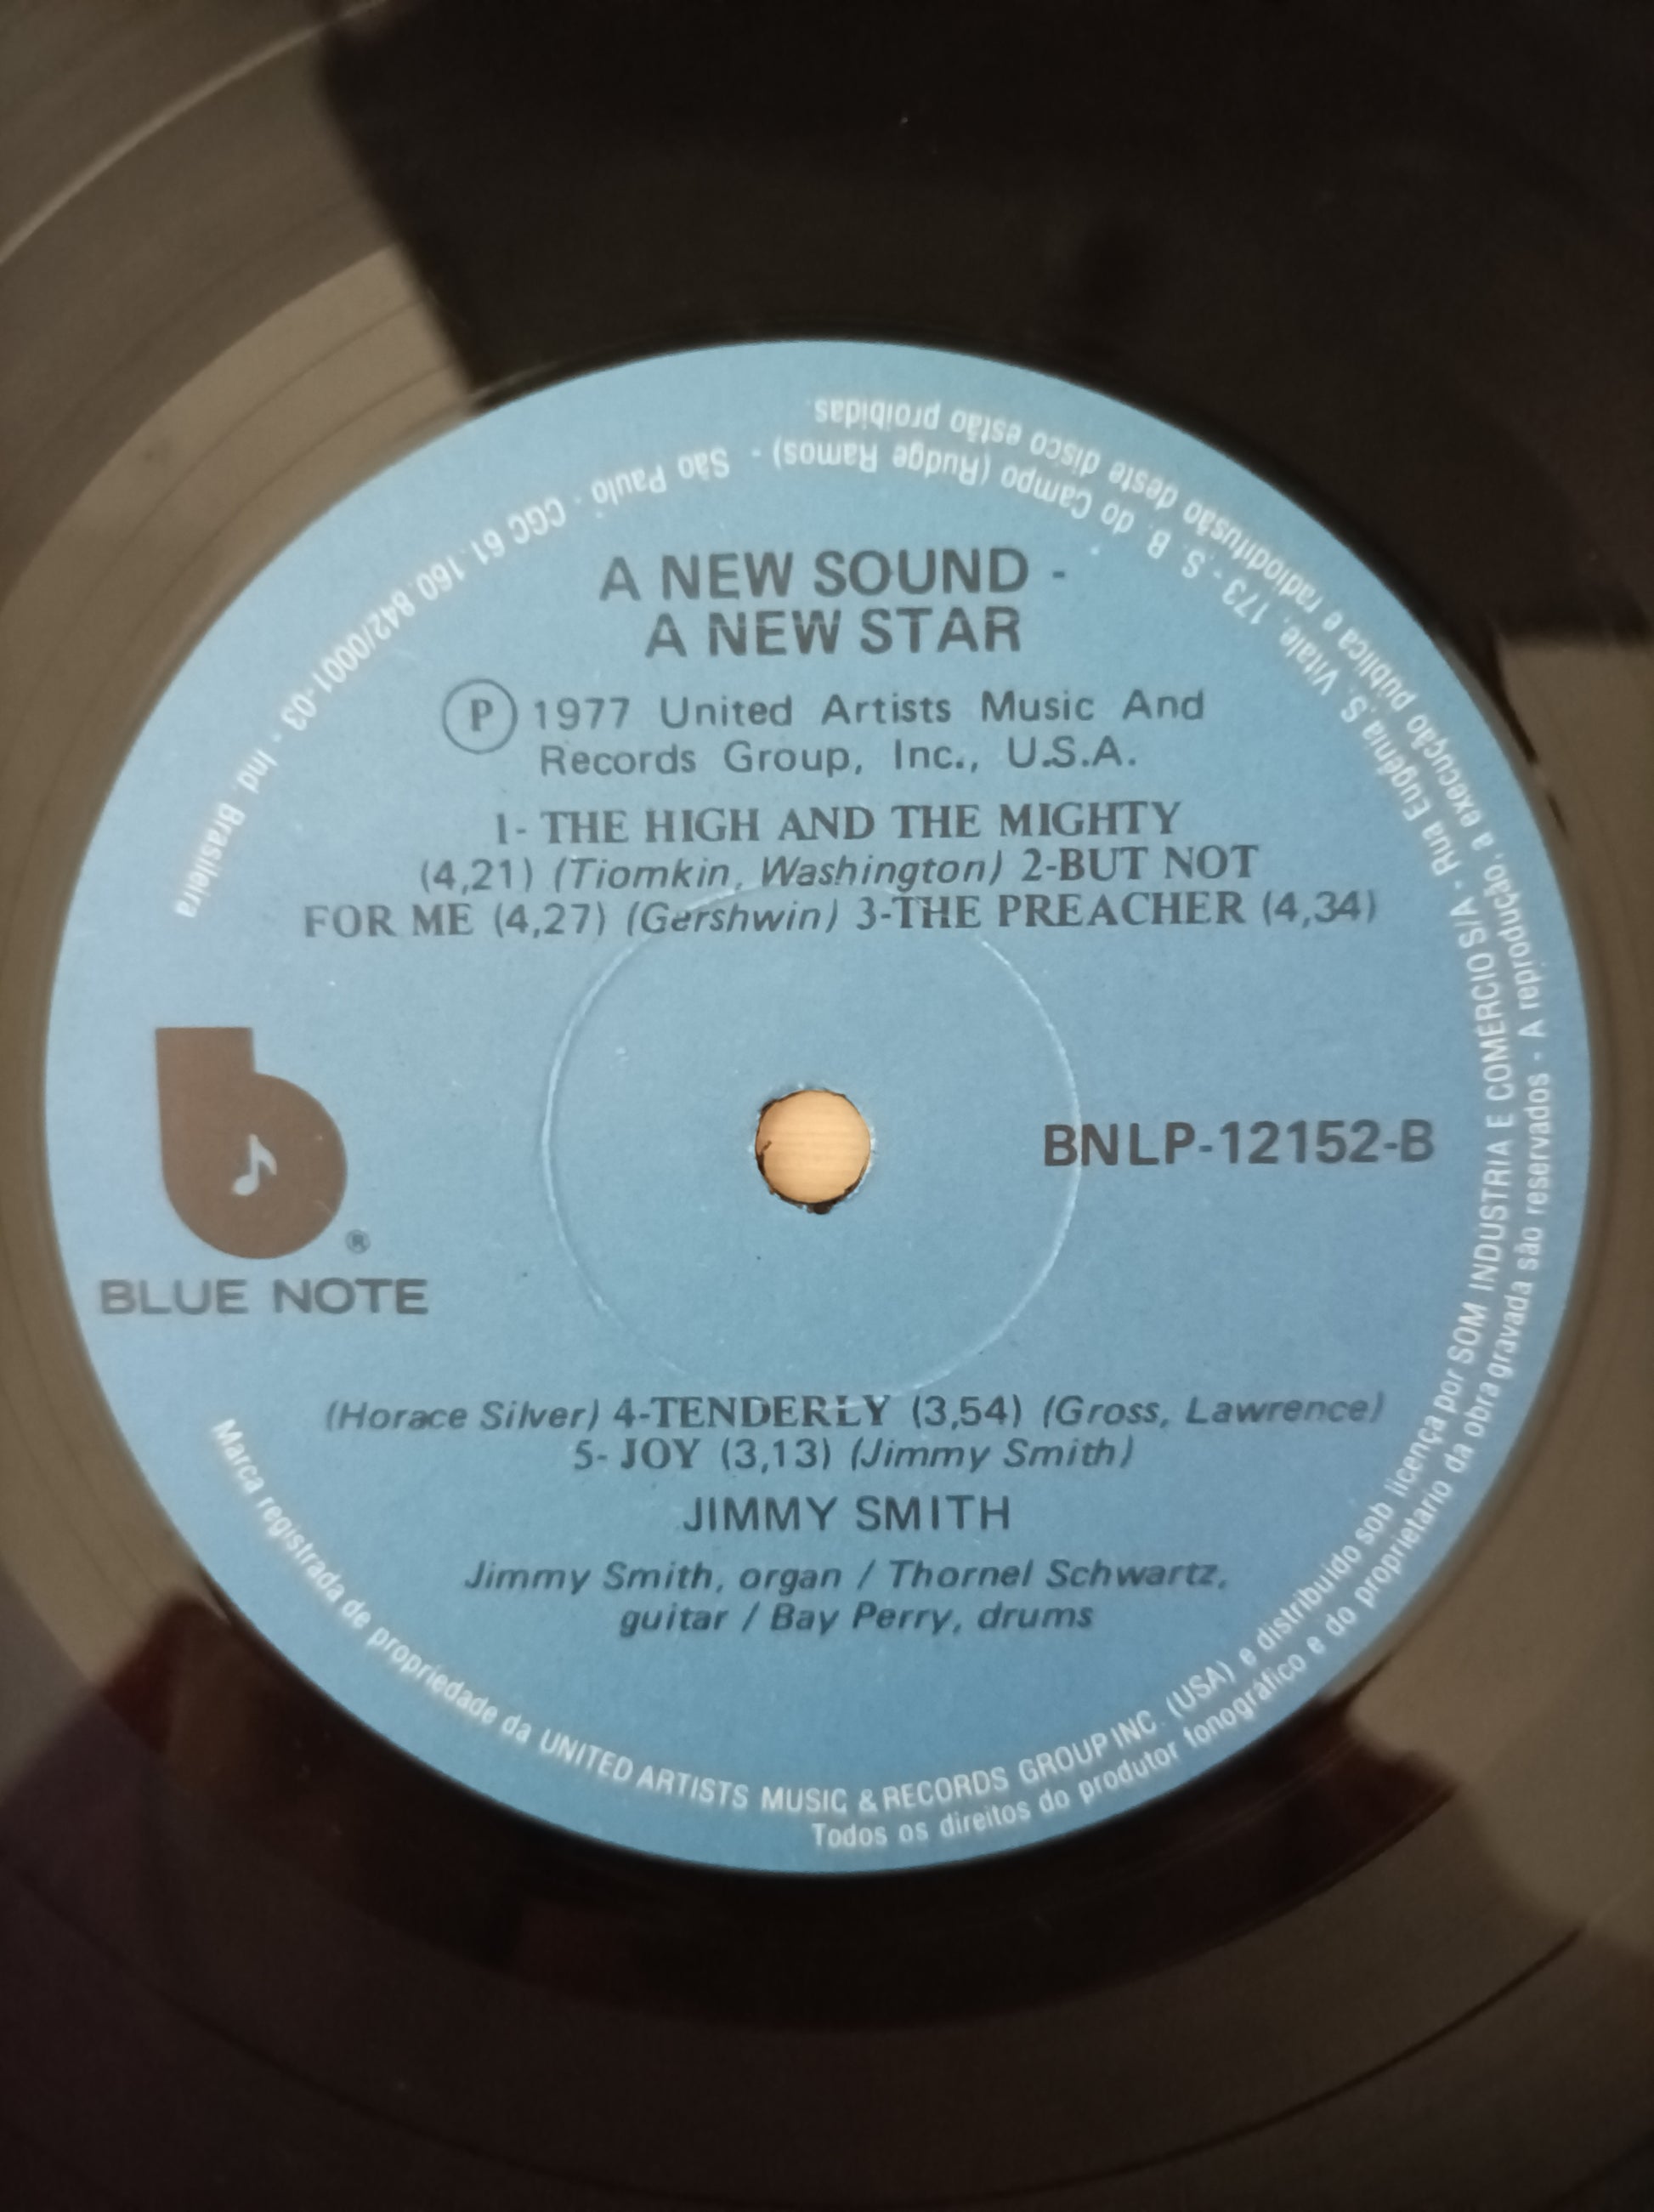 A NEW SOUND -
A NEW STAR
P 1977 United Artists Music And
Records Group, Inc., U.S.A.
1- THE HIGH AND THE MIGHTY
(4,21) (Tiomkin, Washington) 2-BUT NOT
FOR ME (4,27) (Gershwin) 3-THE PREACHER (4,34)
b
®
BLUE NOTE
BNLP-12152-B
(Horace Silver) 4-TENDERLY (3,54) (Gross, Lawrence)
5- JOY (3,13) (Jimmy Smith)
JIMMY SMITH
Jimmy Smith, organ / Thornel Schwartz,
guitar / Bay Perry, drums
Marca registrada de propriedade da UNITED ARTISTS MUSIC & RECORDS GROUP INC. (USA) e distribuido sob licença por SOM INDUSTRIA E COMERCIO S/A - Rua Eugênia S. Vitale, 173 - S. B. do Campo (Rudge Ramos) - São Paulo - CGC 61.160.842/0001-03 - Ind. Brasileira
Todos os direitos do produtor fonográfico e do proprietario da obra gravada são reservados - A reprodução, a execução pública e radiodifusão deste disco estão proibidas.